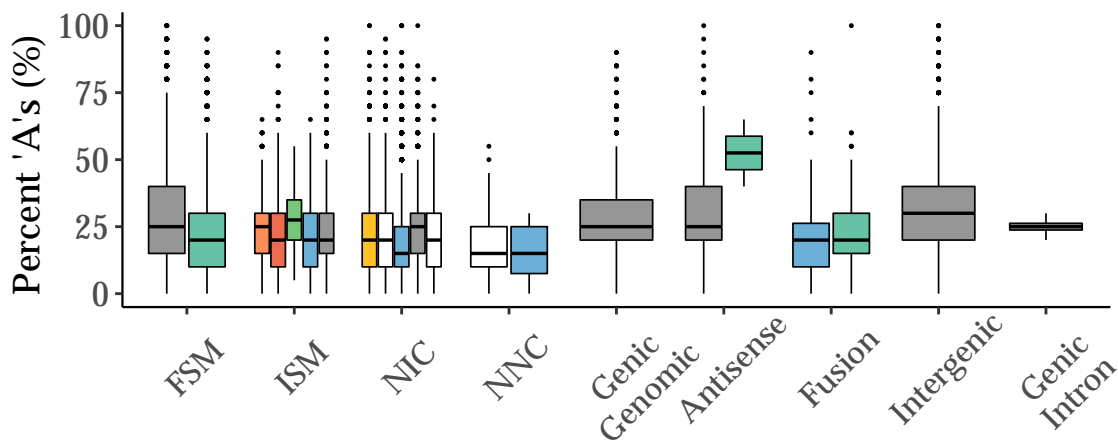 Percent 'A's (%)
100
75
50
25
0
FSM
ISM
NIC
NNC
Genic
Genomic
Antisense
Fusion
Intergenic
Genic
Intron